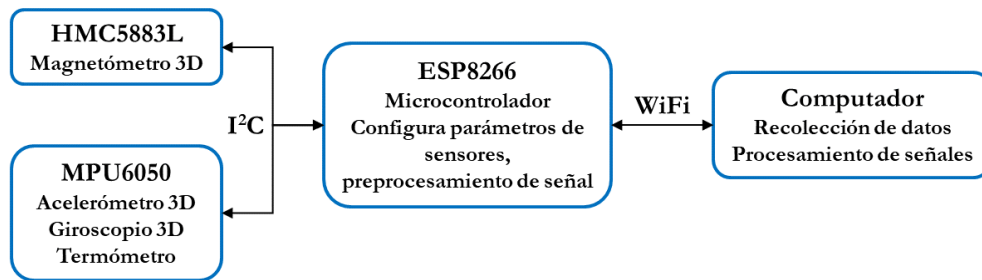 HMC5883L
Magnetómetro 3D
I²C
MPU6050
Acelerómetro 3D
Giroscopio 3D
Termómetro
ESP8266
Microcontrolador
Configura parámetros de
sensores,
preprocesamiento de señal
WiFi
Computador
Recolección de datos
Procesamiento de señales